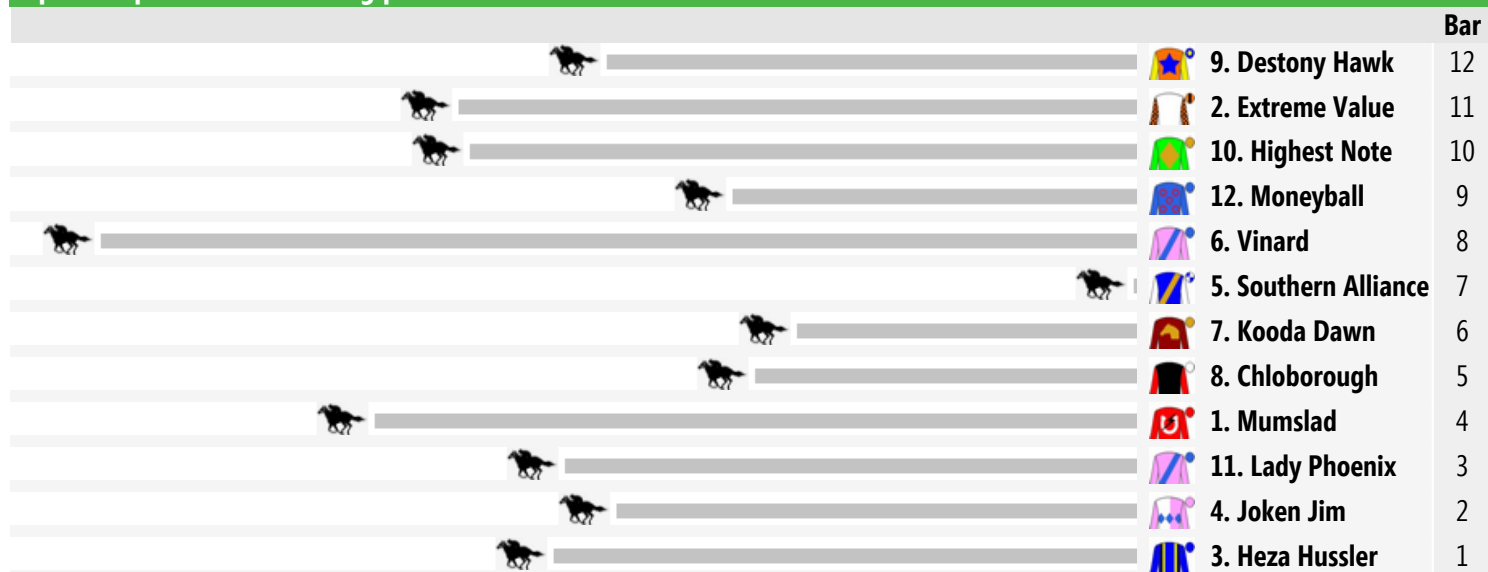 Bar
9. Destony Hawk 12
2. Extreme Value 11
10. Highest Note 10
12. Moneyball 9
6. Vinard 8
5. Southern Alliance 7
7. Kooda Dawn 6
8. Chloborough 5
1. Mumslad 4
11. Lady Phoenix 3
4. Joken Jim 2
3. Heza Hussler 1